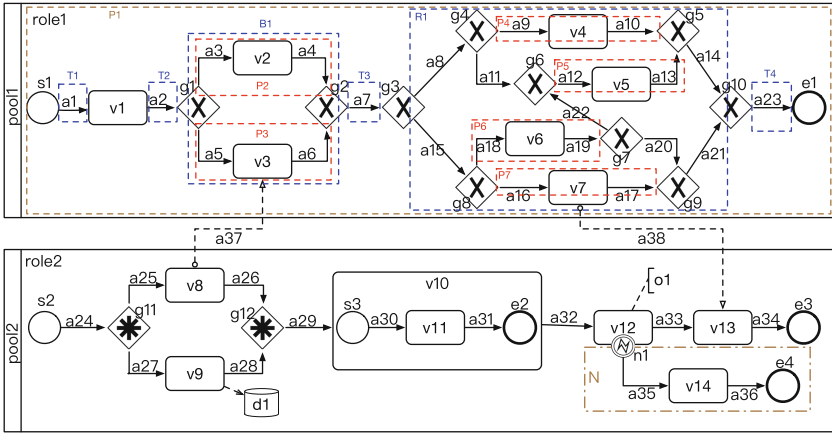 pool1
role1
P1
s1
T1
a1
v1
T2
a2
B1
g1
a3
v2
a4
P2
P3
a5
v3
a6
g2
T3
a7
R1
g3
a8
g4
P4
a9
v4
a10
g5
a11
g6
P5
a12
v5
a13
a14
g10
T4
a23
e1
a15
P6
a18
v6
a19
a22
g7
a20
g8
P7
a16
v7
a17
g9
a21
a37
a38
pool2
role2
s2
a24
g11
a25
v8
a26
a27
v9
a28
g12
d1
a29
v10
s3
a30
v11
a31
e2
a32
o1
v12
a33
v13
a34
e3
n1
N
a35
v14
a36
e4